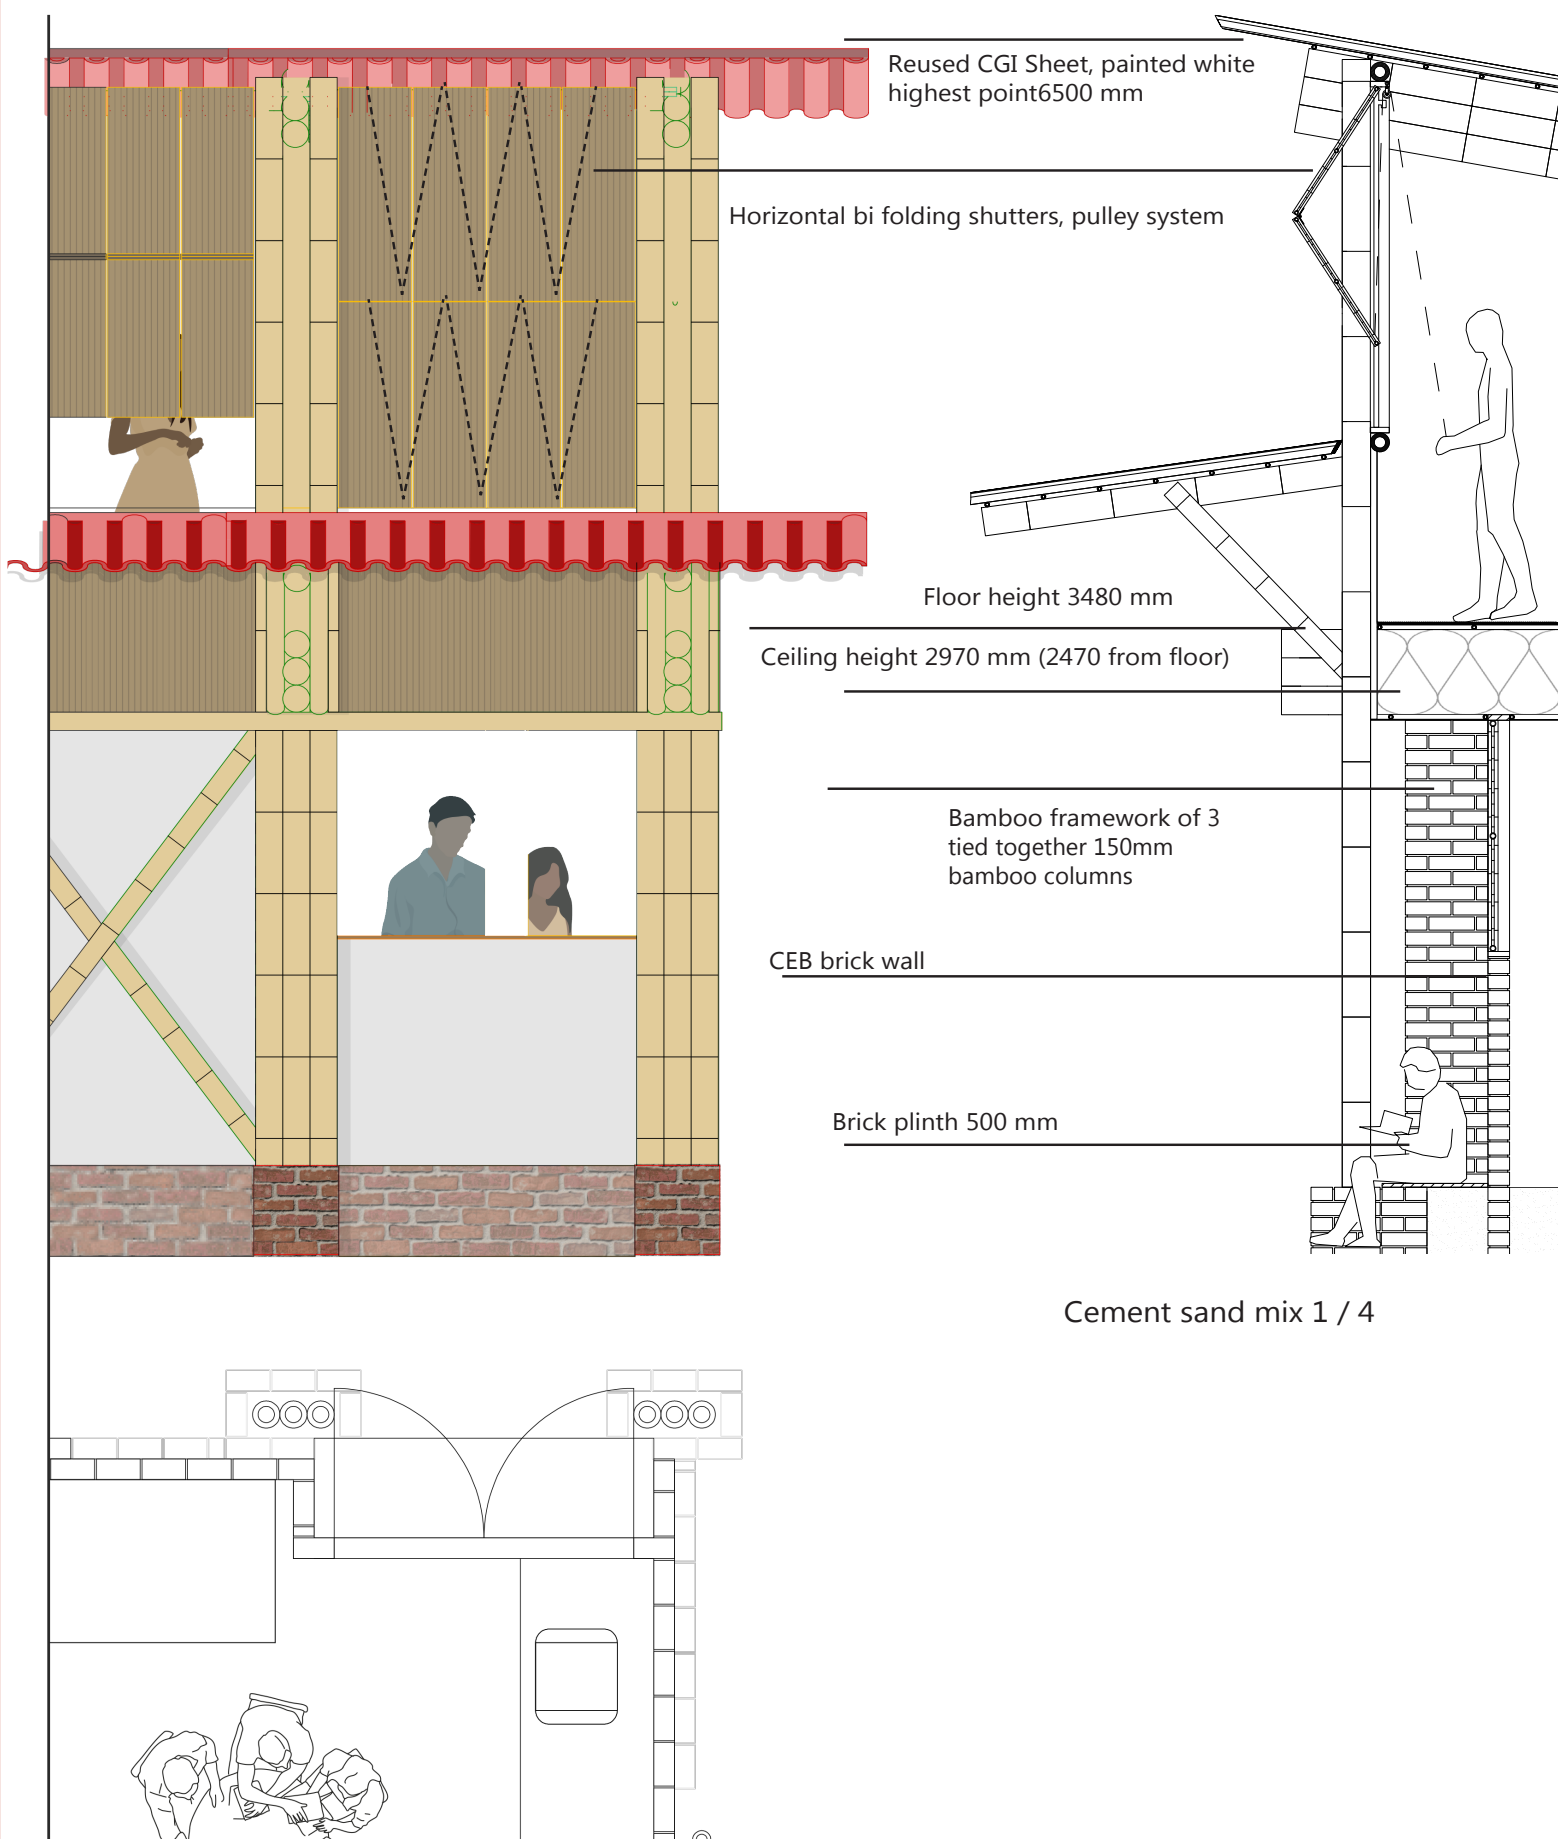 Reused CGI Sheet, painted white
highest point6500 mm
Horizontal bi folding shutters, pulley system
Floor height 3480 mm
Ceiling height 2970 mm (2470 from floor)
Bamboo framework of 3
tied together 150mm
bamboo columns
CEB brick wall
Brick plinth 500 mm
Cement sand mix 1 / 4